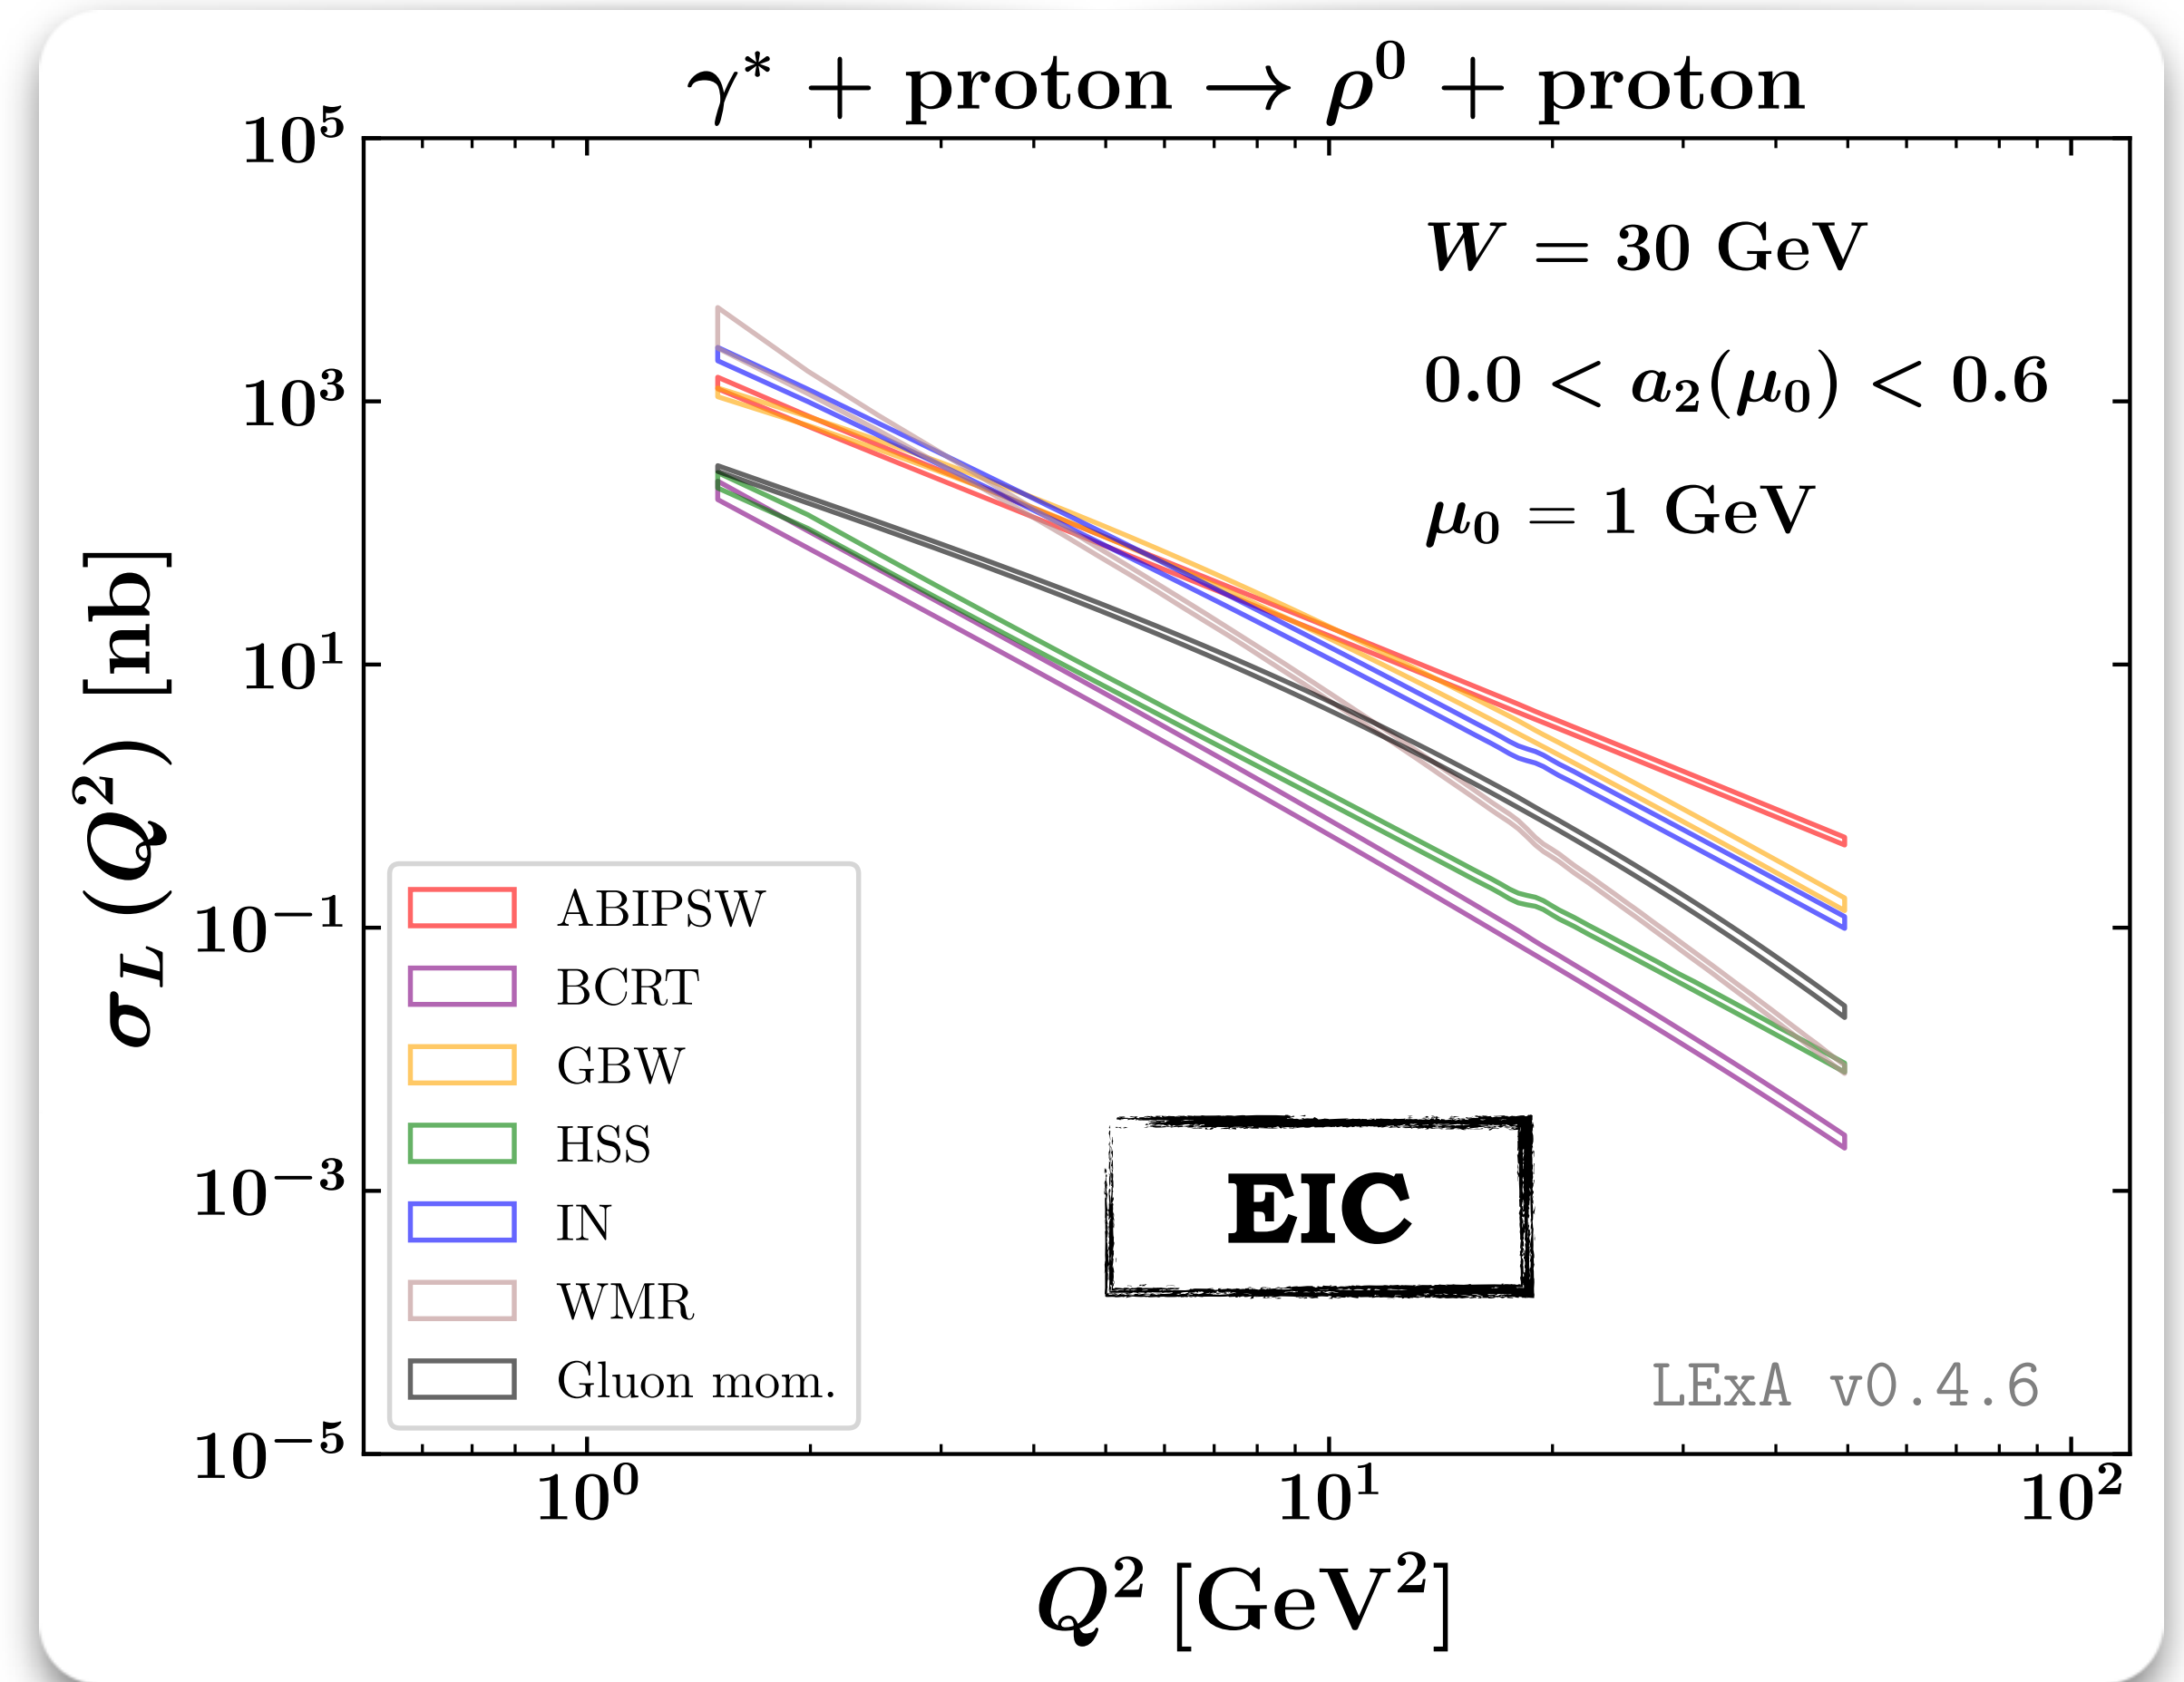 γ* + proton → ρ⁰ + proton
10⁵
10³
10¹
10⁻¹
10⁻³
10⁻⁵
σ_L (Q²) [nb]
W = 30 GeV
0.0 < a₂(μ₀) < 0.6
μ₀ = 1 GeV
ABIPSW
BCRT
GBW
HSS
IN
WMR
Gluon mom.
EIC
LExA v0.4.6
10⁰ 10¹ 10²
Q² [GeV²]